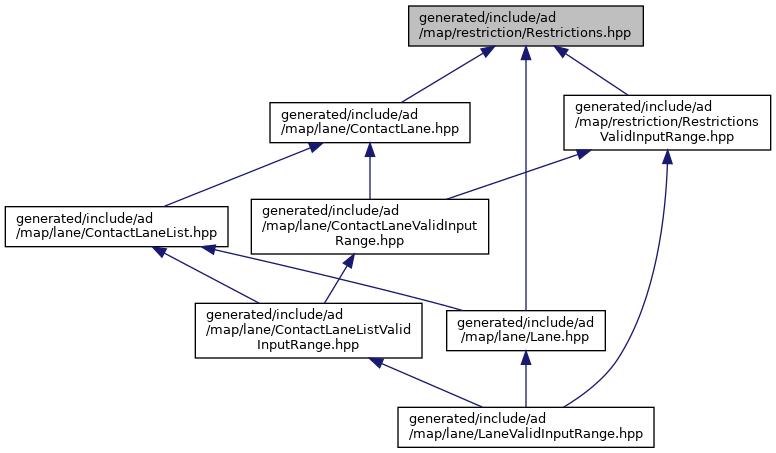 generated/include/ad
/map/restriction/Restrictions.hpp
generated/include/ad
/map/lane/ContactLane.hpp
generated/include/ad
/map/restriction/Restrictions
ValidInputRange.hpp
generated/include/ad
/map/lane/ContactLaneList.hpp
generated/include/ad
/map/lane/ContactLaneValidInput
Range.hpp
generated/include/ad
/map/lane/ContactLaneListValid
InputRange.hpp
generated/include/ad
/map/lane/Lane.hpp
generated/include/ad
/map/lane/LaneValidInputRange.hpp